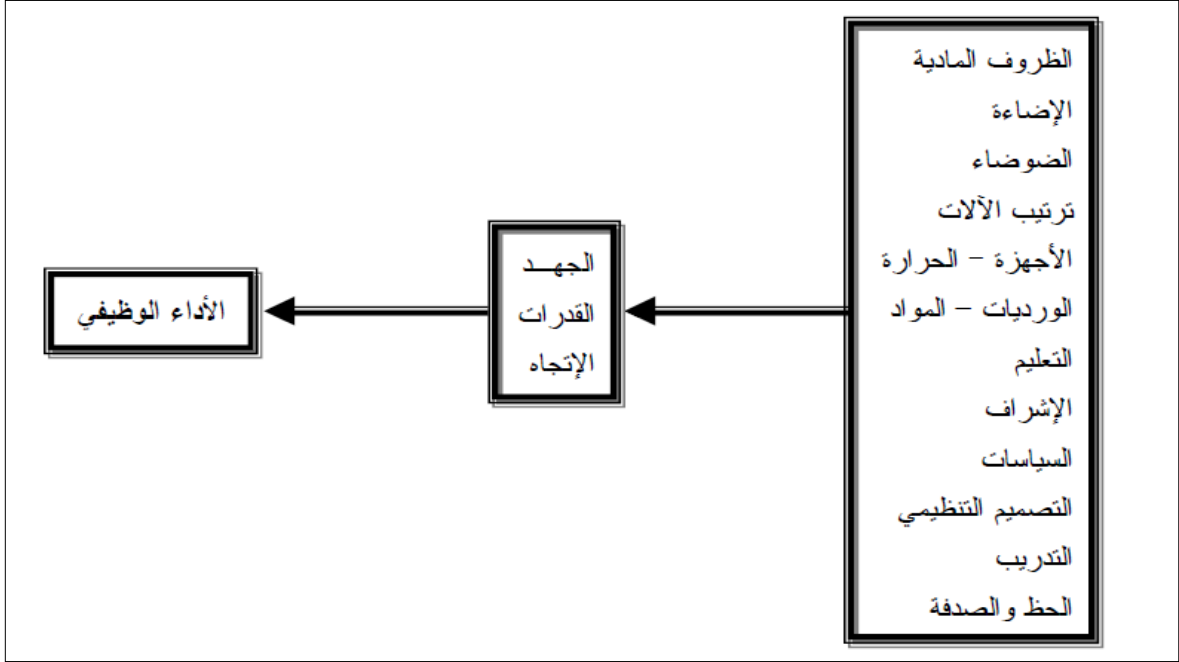 الظروف المادية
الإضاءة
الضوضاء
ترتيب الآلات
الأجهزة – الحرارة
الورديات – المواد
التعليم
الإشراف
السياسات
التصميم التنظيمي
التدريب
الحظ والصدفة
الجهــد
القدرات
الإتجاه
الأداء الوظيفي